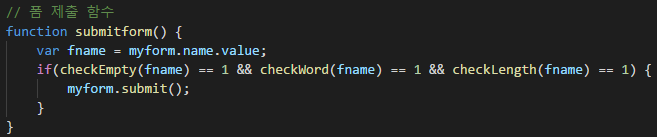 // 폼 제출 함수
function submitform() {
    var fname = myform.name.value;
    if(checkEmpty(fname) == 1 && checkWord(fname) == 1 && checkLength(fname) == 1) {
        myform.submit();
    }
}